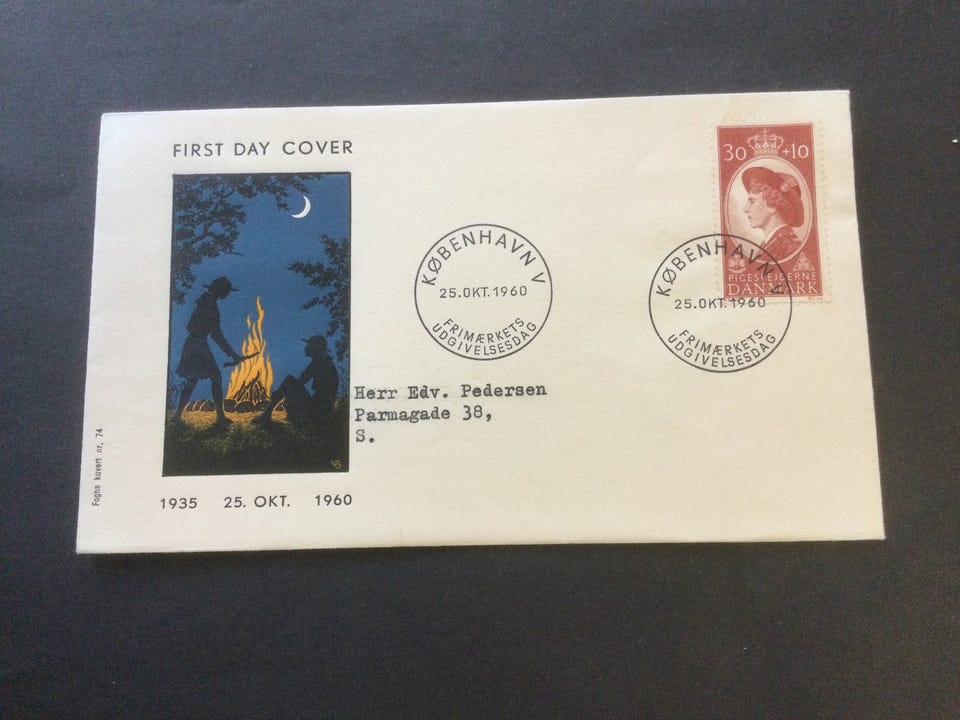 FIRST DAY COVER
30 +10
PIGESPEJDERNE
DANMARK
KØBENHAVN V
25.OKT.1960
FRIMÆRKETS
UDGIVELSESDAG
KØBENHAVN V
25.OKT.1960
FRIMÆRKETS
UDGIVELSESDAG
Herr Edv. Pedersen
Parmagade 38,
S.
Foghs kuvert nr. 74
1935 25. OKT. 1960